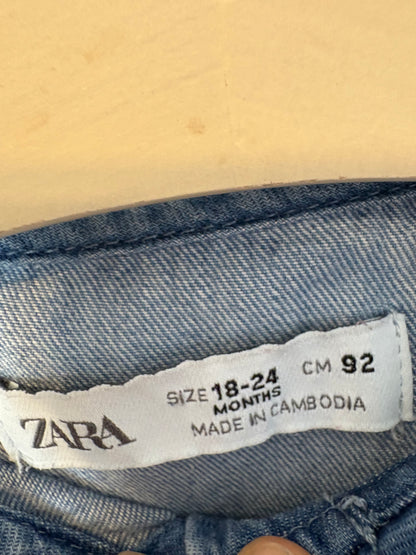 ZARA
SIZE 18-24 CM 92
MONTHS
MADE IN CAMBODIA